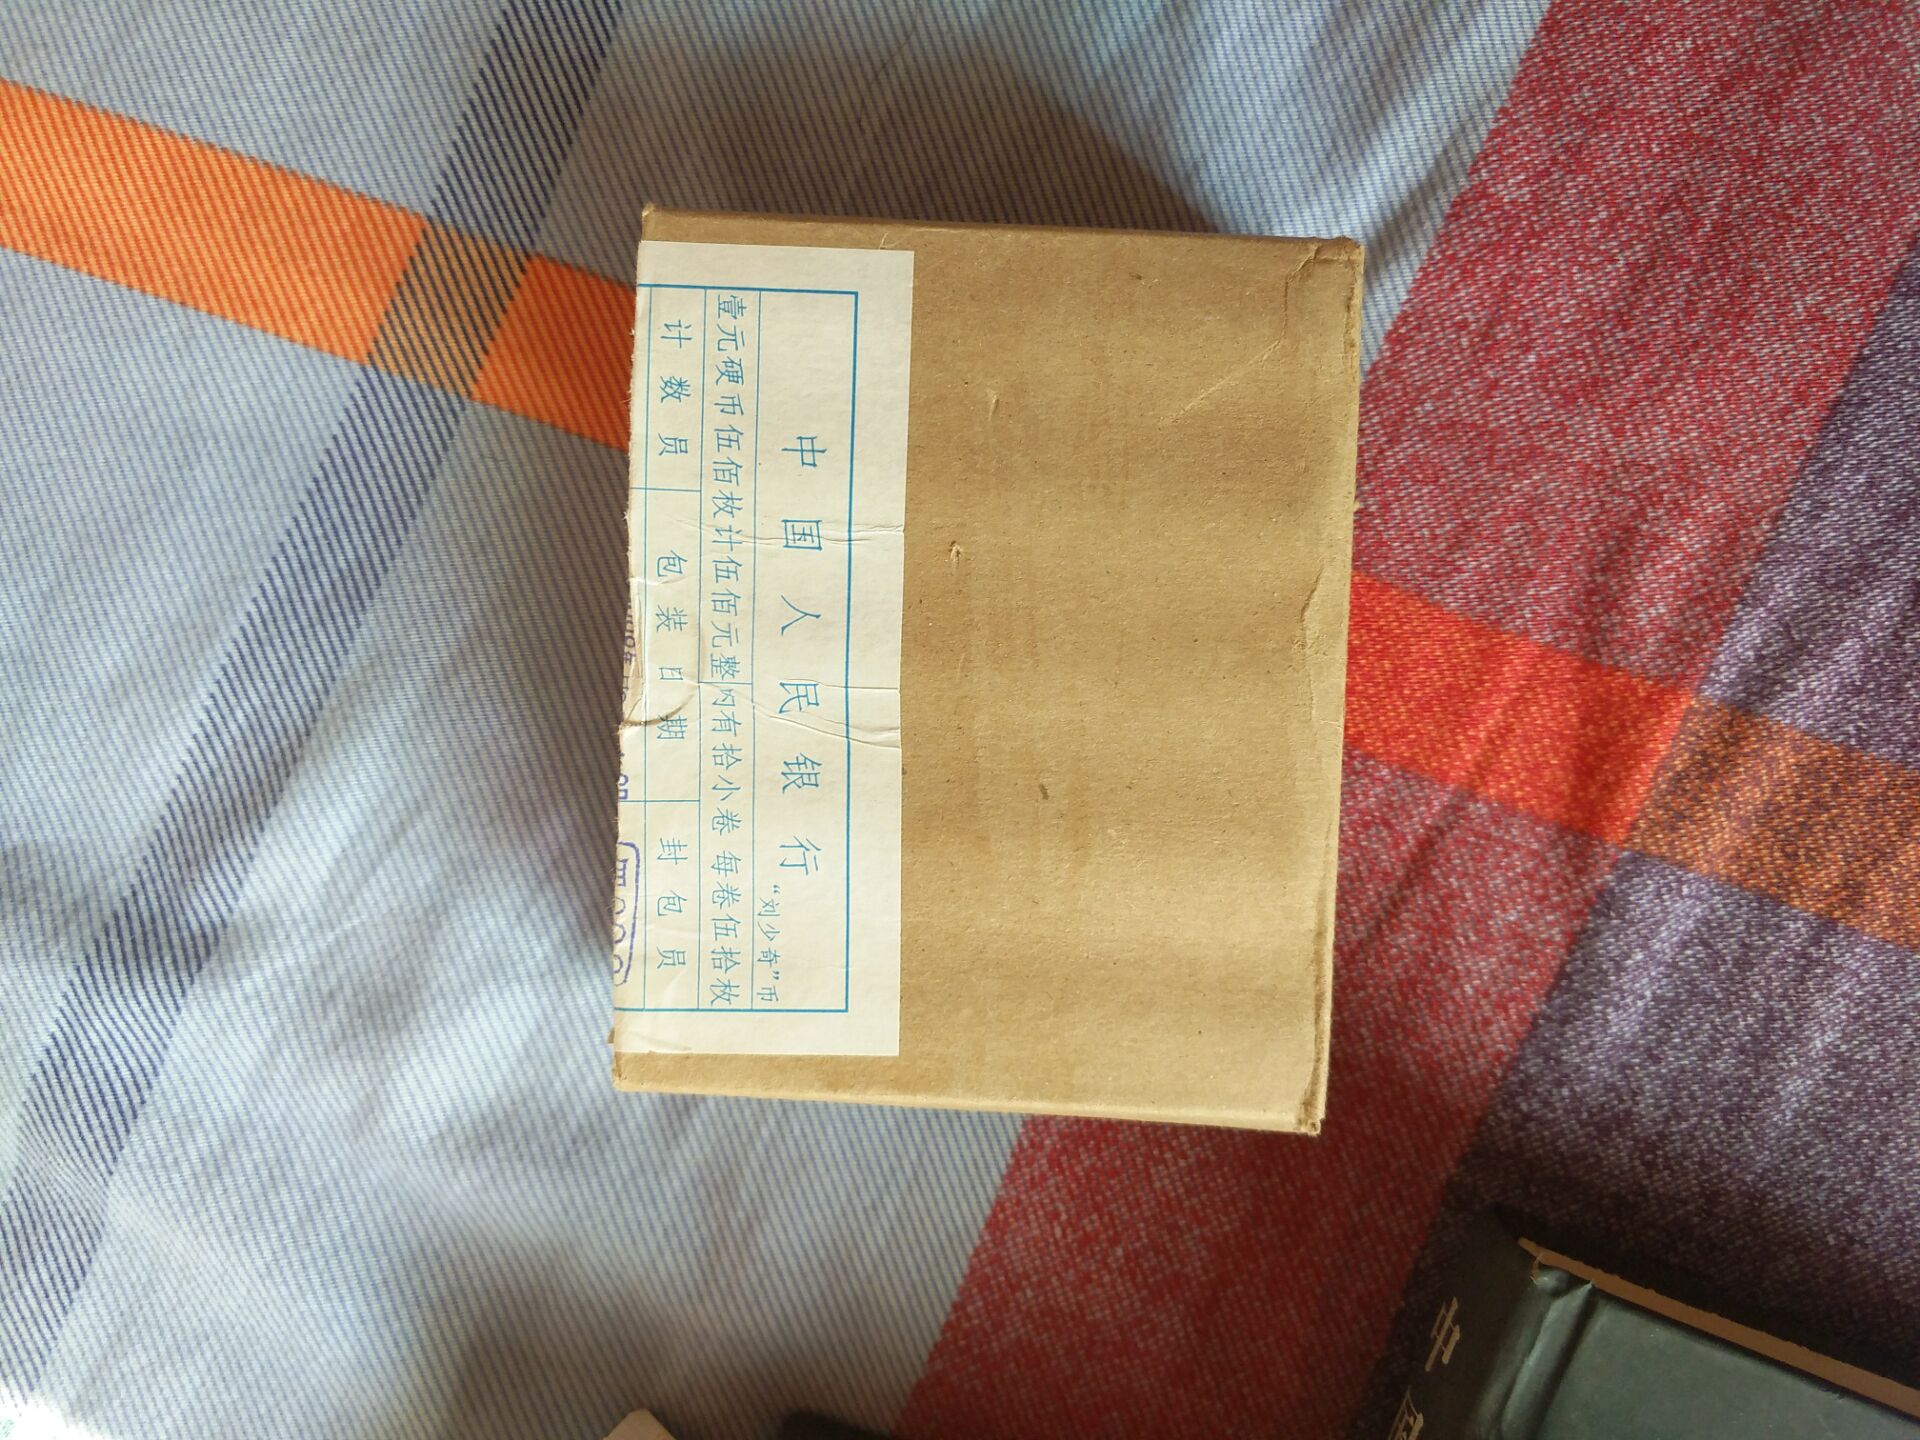 中国人民银行
“刘少奇”币
壹元硬币伍佰枚计伍佰元整 内有拾小卷 每卷伍拾枚
计数员 包装日期 封包员
中